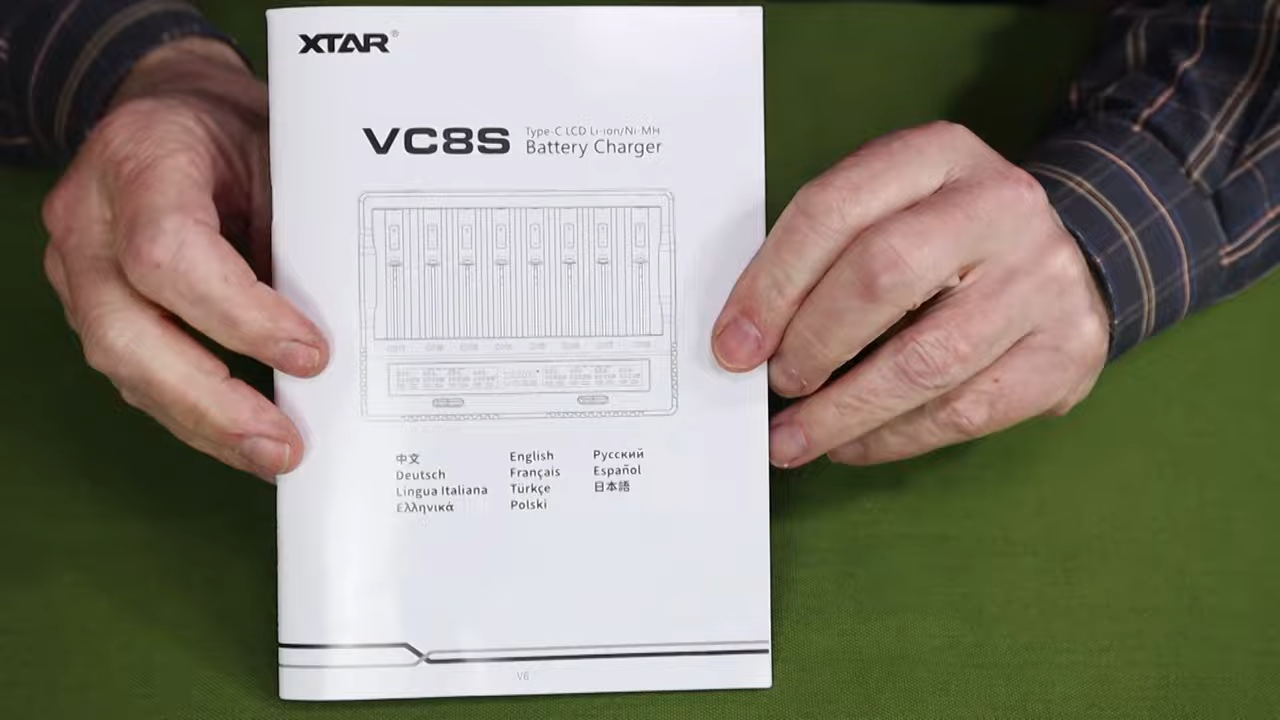 XTAR®
VC8S
Type-C LCD Li-ion/Ni-MH
Battery Charger
中文
Deutsch
Lingua Italiana
Ελληνικά
English
Français
Türkçe
Polski
Русский
Español
日本語
V6